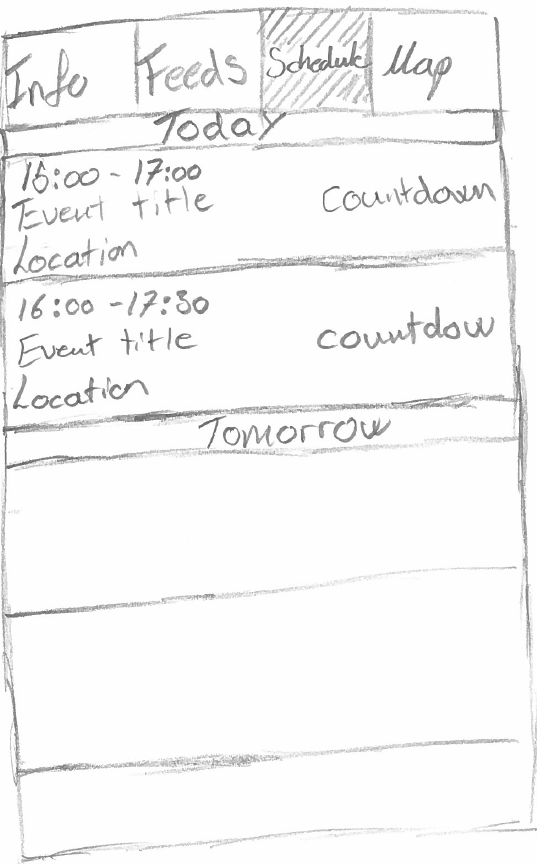 Info Feeds Schedule Map
Today
16:00 - 17:00
Event title
Countdown
Location
16:00 - 17:30
Event title
countdow
Location
Tomorrow